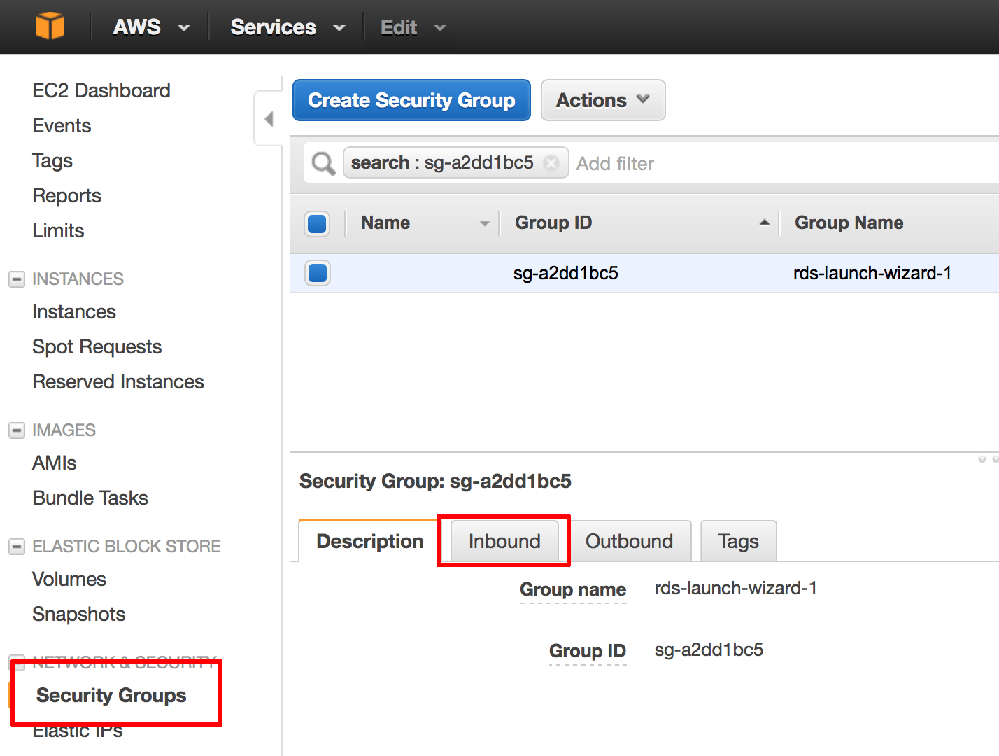 AWS Services Edit
EC2 Dashboard
Events
Tags
Reports
Limits
INSTANCES
Instances
Spot Requests
Reserved Instances
IMAGES
AMIs
Bundle Tasks
ELASTIC BLOCK STORE
Volumes
Snapshots
NETWORK & SECURITY
Security Groups
Elastic IPs
Create Security Group Actions
search : sg-a2dd1bc5 Add filter
Name Group ID Group Name
sg-a2dd1bc5 rds-launch-wizard-1
Security Group: sg-a2dd1bc5
Description Inbound Outbound Tags
Group name rds-launch-wizard-1
Group ID sg-a2dd1bc5